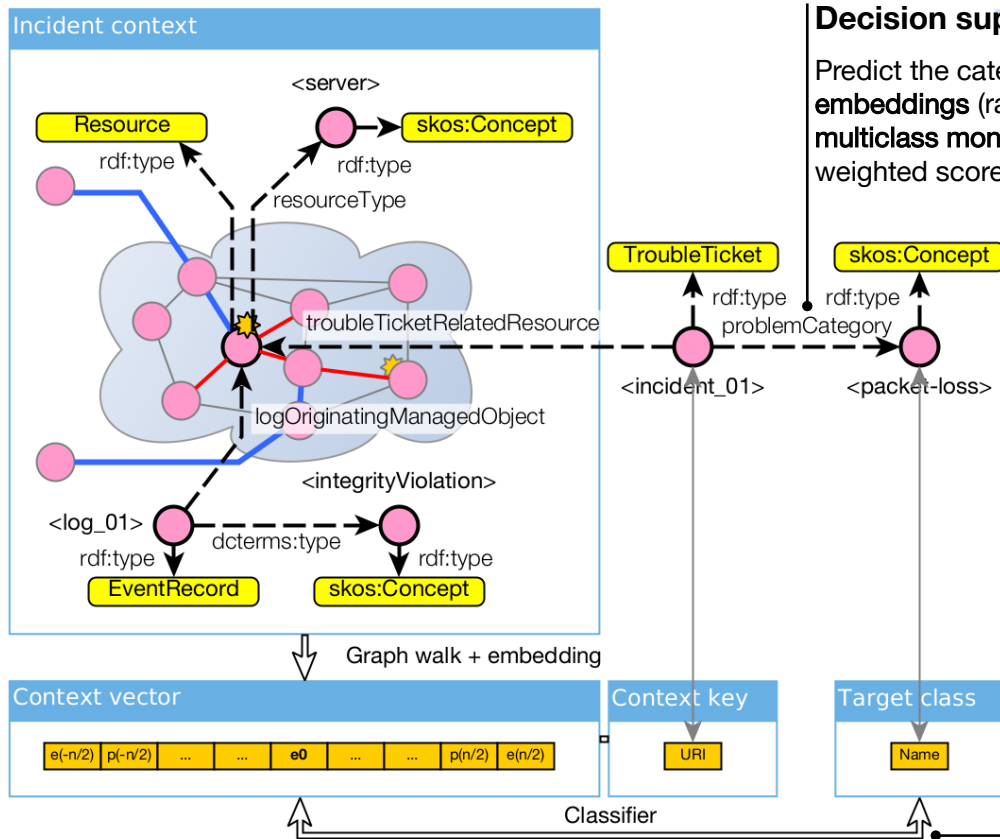 Incident context
<server>
Resource
skos:Concept
rdf:type
rdf:type
resourceType
troubleTicketRelatedResource
logOriginatingManagedObject
<integrityViolation>
<log_01>
dcterms:type
rdf:type
rdf:type
EventRecord
skos:Concept
Decision sup
Predict the cate
embeddings (ra
multiclass mon
weighted score
TroubleTicket
skos:Concept
rdf:type
rdf:type
problemCategory
<incident_01>
<packet-loss>
Graph walk + embedding
Context vector
e(-n/2) p(-n/2) ... ... e0 ... ... p(n/2) e(n/2)
Context key
URI
Target class
Name
Classifier